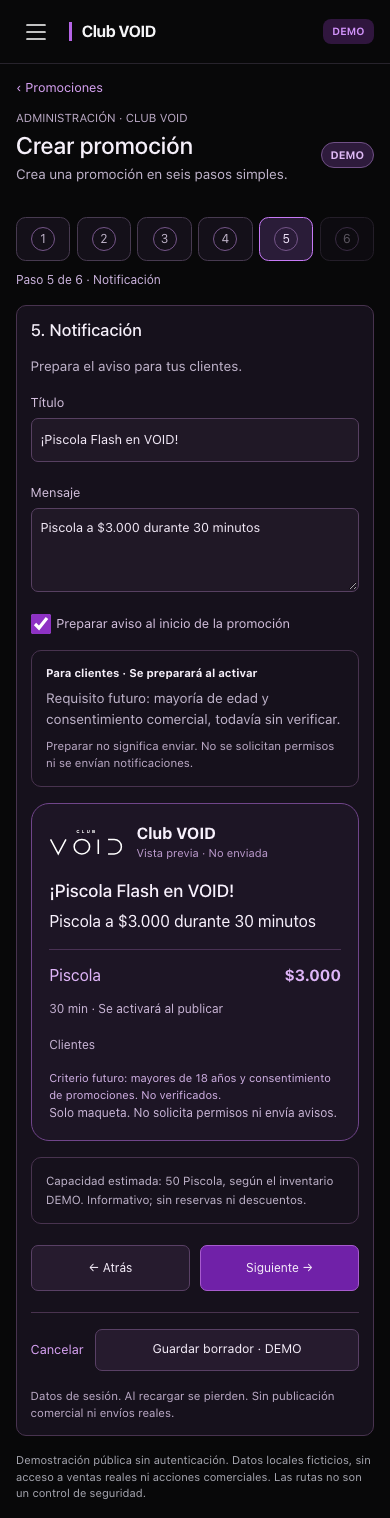 Club VOID
DEMO
‹ Promociones
ADMINISTRACIÓN · CLUB VOID
Crear promoción
DEMO
Crea una promoción en seis pasos simples.
1 2 3 4 5 6
Paso 5 de 6 · Notificación
5. Notificación
Prepara el aviso para tus clientes.
Título
¡Piscola Flash en VOID!
Mensaje
Piscola a $3.000 durante 30 minutos
Preparar aviso al inicio de la promoción
Para clientes · Se preparará al activar
Requisito futuro: mayoría de edad y
consentimiento comercial, todavía sin verificar.
Preparar no significa enviar. No se solicitan permisos
ni se envían notificaciones.
CLUB
VOID
Club VOID
Vista previa · No enviada
¡Piscola Flash en VOID!
Piscola a $3.000 durante 30 minutos
Piscola $3.000
30 min · Se activará al publicar
Clientes
Criterio futuro: mayores de 18 años y consentimiento
de promociones. No verificados.
Solo maqueta. No solicita permisos ni envía avisos.
Capacidad estimada: 50 Piscola, según el inventario
DEMO. Informativo; sin reservas ni descuentos.
← Atrás
Siguiente →
Cancelar
Guardar borrador · DEMO
Datos de sesión. Al recargar se pierden. Sin publicación
comercial ni envíos reales.
Demostración pública sin autenticación. Datos locales ficticios, sin
acceso a ventas reales ni acciones comerciales. Las rutas no son
un control de seguridad.